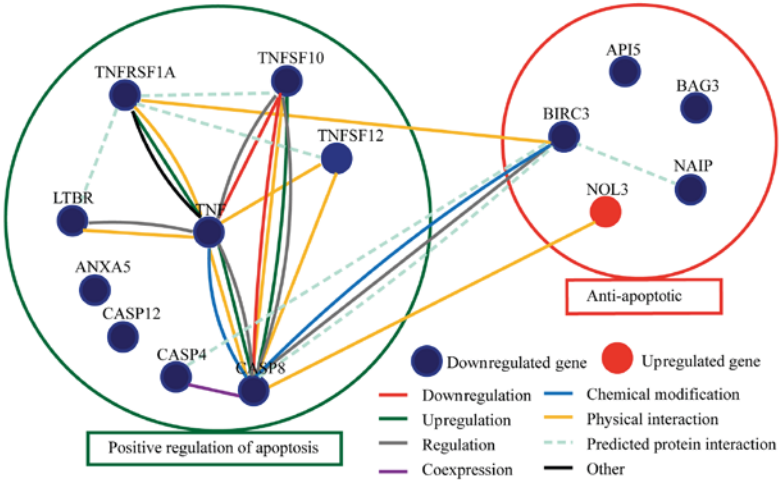 TNFRSF1A
TNFSF10
TNFSF12
LTBR
TNF
ANXA5
CASP12
CASP4
CASP8
Positive regulation of apoptosis
API5
BAG3
BIRC3
NAIP
NOL3
Anti-apoptotic
Downregulated gene
Upregulated gene
Downregulation
Chemical modification
Upregulation
Physical interaction
Regulation
Predicted protein interaction
Coexpression
Other